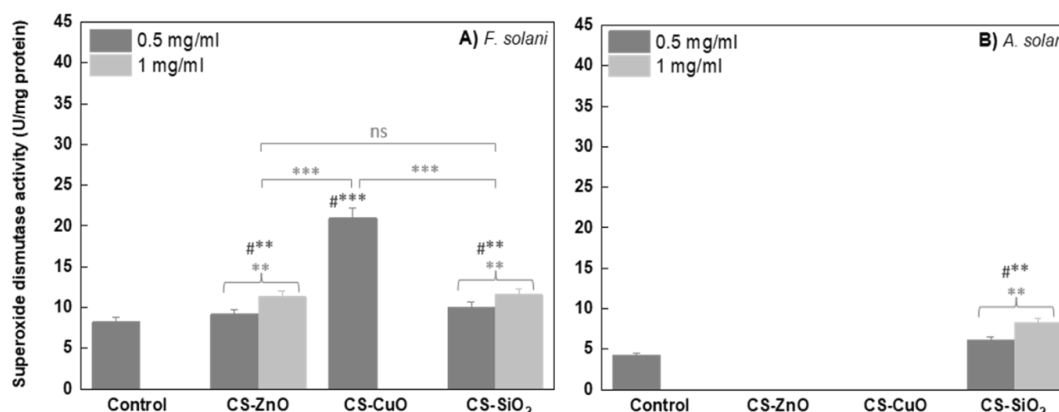 Superoxide dismutase activity (U/mg protein)
45
40
35
30
25
20
15
10
5
0
0.5 mg/ml
1 mg/ml
A) F. solani
ns
*** ***
#***
#** #**
** **
Control CS-ZnO CS-CuO CS-SiO2
45
40
35
30
25
20
15
10
5
0
0.5 mg/ml
1 mg/ml
B) A. solan
#**
**
Control CS-ZnO CS-CuO CS-SiO2